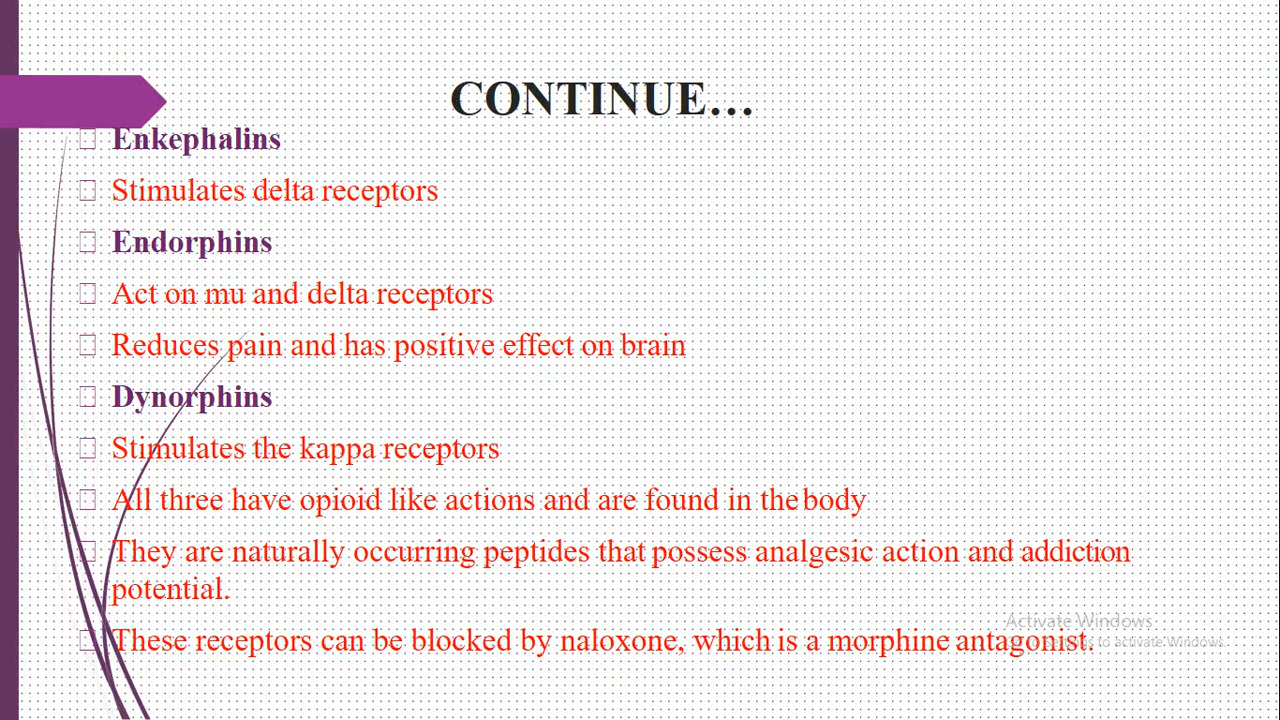 CONTINUE…
Enkephalins
Stimulates delta receptors
Endorphins
Act on mu and delta receptors
Reduces pain and has positive effect on brain
Dynorphins
Stimulates the kappa receptors
All three have opioid like actions and are found in the body
They are naturally occurring peptides that possess analgesic action and addiction
potential.
Activate Windows
These receptors can be blocked by naloxone, which is a morphine antagonist.
to activate Windows.